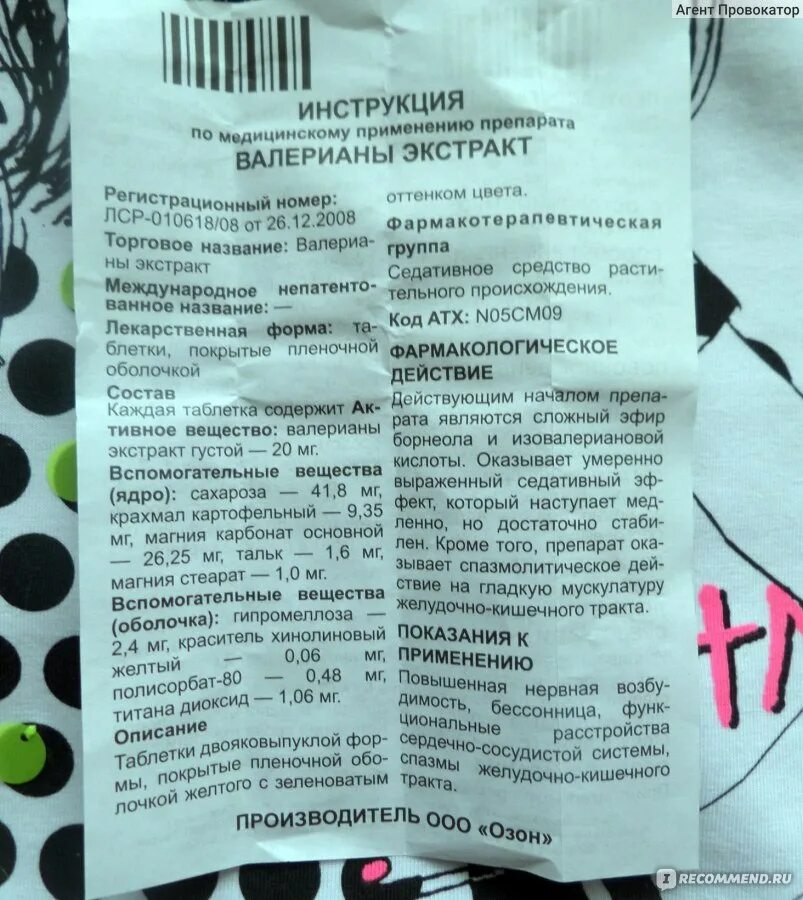 Агент Провокатор
ИНСТРУКЦИЯ
по медицинскому применению препарата
ВАЛЕРИАНЫ ЭКСТРАКТ
Регистрационный номер:
ЛСР-010618/08 от 26.12.2008
Торговое название: Валериа-
ны экстракт
Международное непатенто-
ванное название: —
Лекарственная форма: та-
блетки, покрытые пленочной
оболочкой
Состав
Каждая таблетка содержит Ак-
тивное вещество: валерианы
экстракт густой — 20 мг.
Вспомогательные вещества
(ядро): сахароза — 41,8 мг,
крахмал картофельный — 9,35
мг, магния карбонат основной
— 26,25 мг, тальк — 1,6 мг,
магния стеарат — 1,0 мг.
Вспомогательные вещества
(оболочка): гипромеллоза —
2,4 мг, краситель хинолиновый
желтый — 0,06 мг,
полисорбат-80 — 0,48 мг,
титана диоксид — 1,06 мг.
Описание
Таблетки двояковыпуклой фор-
мы, покрытые пленочной обо-
лочкой желтого с зеленоватым
оттенком цвета.
Фармакотерапевтическая
группа
Седативное средство расти-
тельного происхождения.
Код АТХ: N05CM09
ФАРМАКОЛОГИЧЕСКОЕ
ДЕЙСТВИЕ
Действующим началом препа-
рата являются сложный эфир
борнеола и изовалериановой
кислоты. Оказывает умеренно
выраженный седативный эф-
фект, который наступает мед-
ленно, но достаточно стаби-
лен. Кроме того, препарат ока-
зывает спазмолитическое дей-
ствие на гладкую мускулатуру
желудочно-кишечного тракта.
ПОКАЗАНИЯ К
ПРИМЕНЕНИЮ
Повышенная нервная возбу-
димость, бессонница, функ-
циональные расстройства
сердечно-сосудистой системы,
спазмы желудочно-кишечного
тракта.
ПРОИЗВОДИТЕЛЬ ООО «Озон»
IRECOMMEND.RU